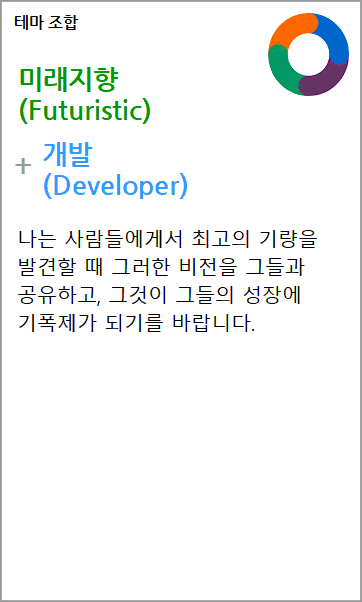 테마 조합
미래지향
(Futuristic)
+ 개발
(Developer)
나는 사람들에게서 최고의 기량을
발견할 때 그러한 비전을 그들과
공유하고, 그것이 그들의 성장에
기폭제가 되기를 바랍니다.